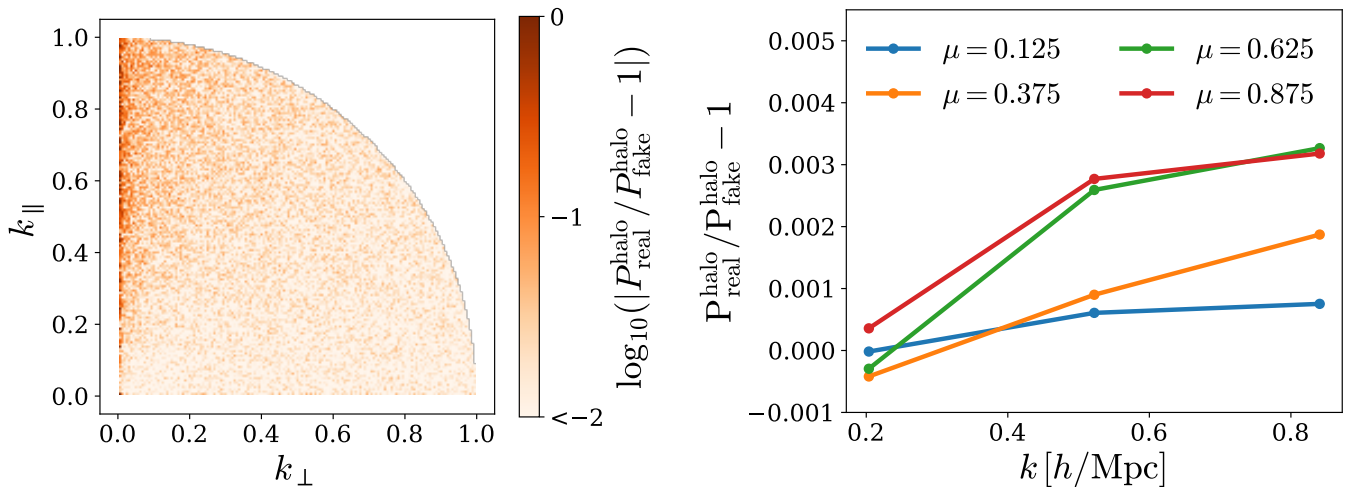 1.0
0.8
0.6
0.4
0.2
0.0
k∥
0.0 0.2 0.4 0.6 0.8 1.0
k⊥
0
−1
<−2
log10(|P^halo_real/P^halo_fake − 1|)
0.005
0.004
0.003
0.002
0.001
0.000
−0.001
P^halo_real/P^halo_fake − 1
μ = 0.125
μ = 0.375
μ = 0.625
μ = 0.875
0.2 0.4 0.6 0.8
k [h/Mpc]